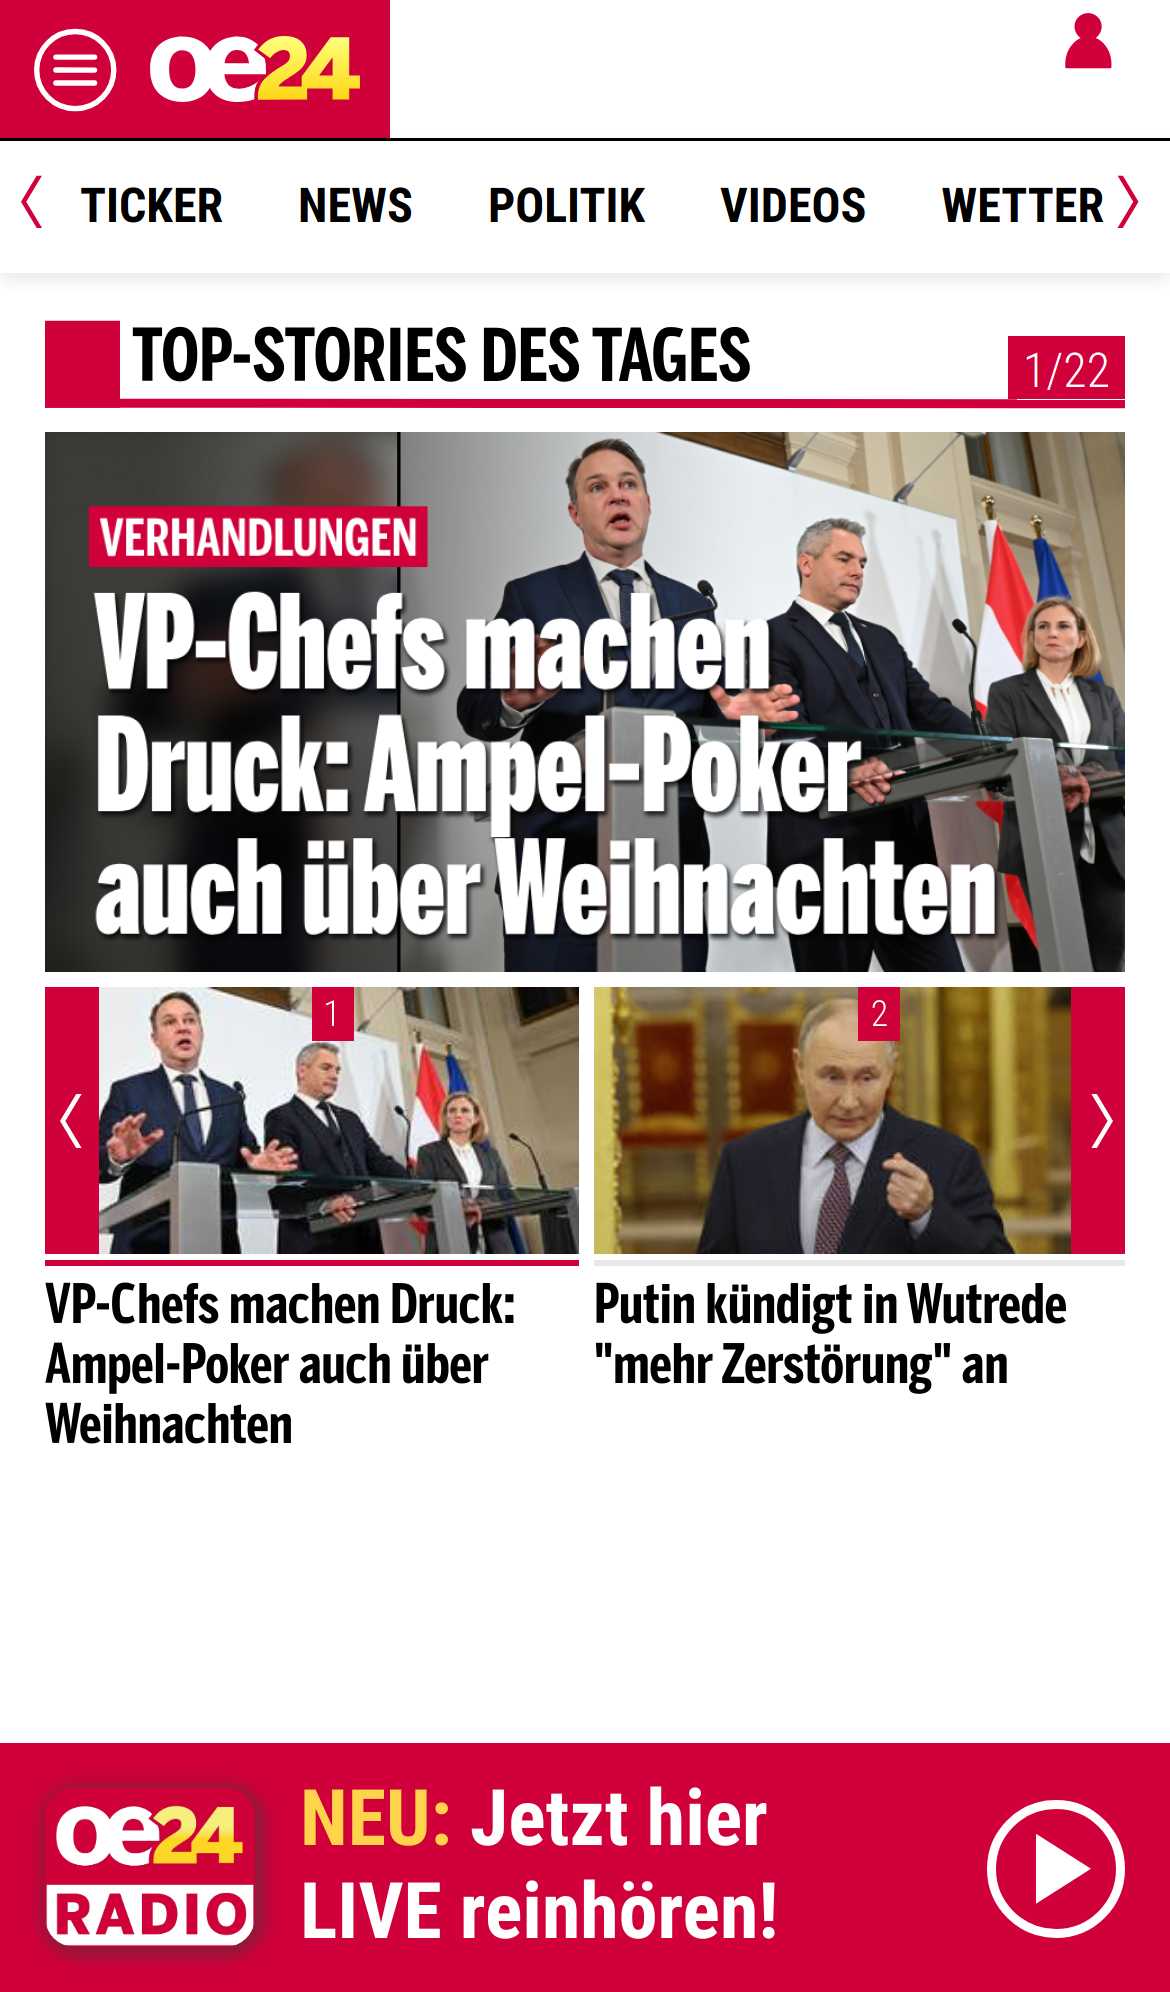 oe24
TICKER NEWS POLITIK VIDEOS WETTER
TOP-STORIES DES TAGES
1/22
VERHANDLUNGEN
VP-Chefs machen
Druck: Ampel-Poker
auch über Weihnachten
1
2
VP-Chefs machen Druck:
Ampel-Poker auch über
Weihnachten
Putin kündigt in Wutrede
"mehr Zerstörung" an
oe24
RADIO
NEU: Jetzt hier
LIVE reinhören!